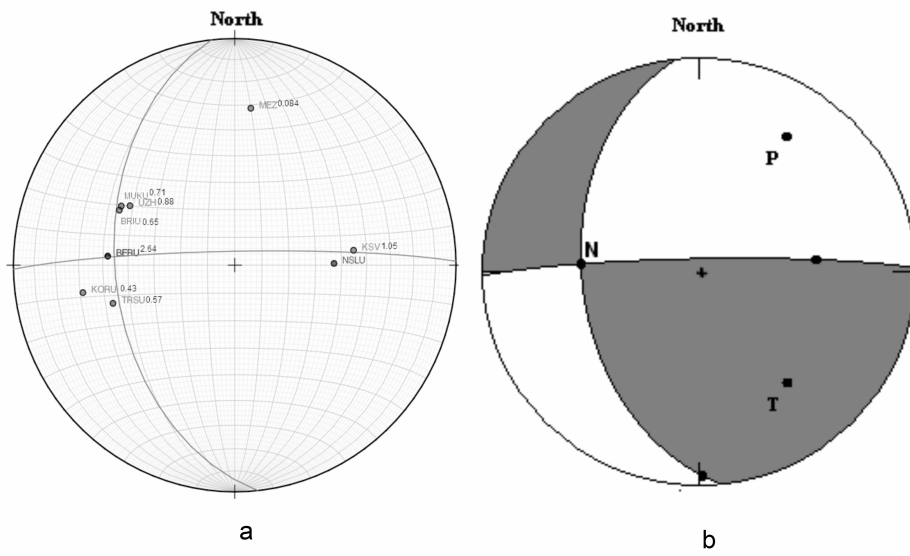 North
MEZ 0,084
MUKU 0.71
UZH 0.88
BRIU 0.65
BERU 2.64
KSV 1.05
NSLU
KORU 0.43
TRSU 0.57
a
North
P
N
T
b